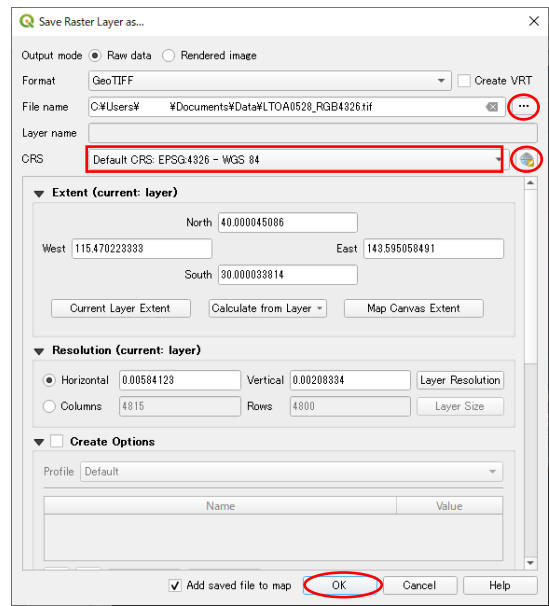 Save Raster Layer as...
Output mode Raw data Rendered image
Format GeoTIFF Create VRT
File name C:¥Users¥ ¥Documents¥Data¥LTOA0528_RGB4326.tif ...
Layer name
CRS Default CRS: EPSG:4326 - WGS 84
Extent (current: layer)
North 40.000045086
West 115.470223333 East 143.595058491
South 30.000033814
Current Layer Extent Calculate from Layer Map Canvas Extent
Resolution (current: layer)
Horizontal 0.00584123 Vertical 0.00208334 Layer Resolution
Columns 4815 Rows 4800 Layer Size
Create Options
Profile Default
Name Value
Add saved file to map OK Cancel Help